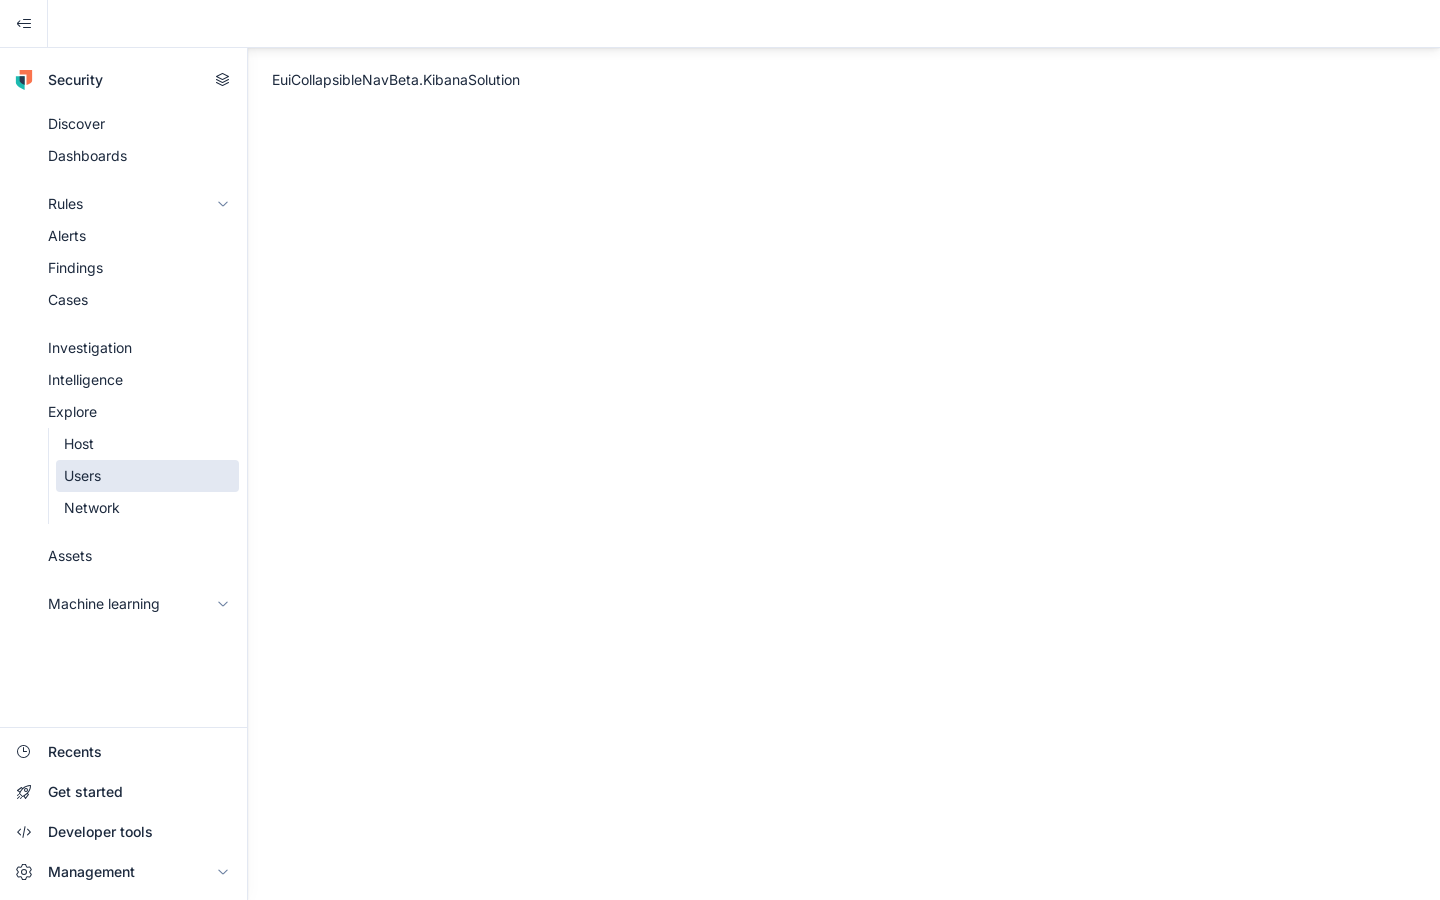 Security
EuiCollapsibleNavBeta.KibanaSolution
Discover
Dashboards
Rules
Alerts
Findings
Cases
Investigation
Intelligence
Explore
Host
Users
Network
Assets
Machine learning
Recents
Get started
Developer tools
Management